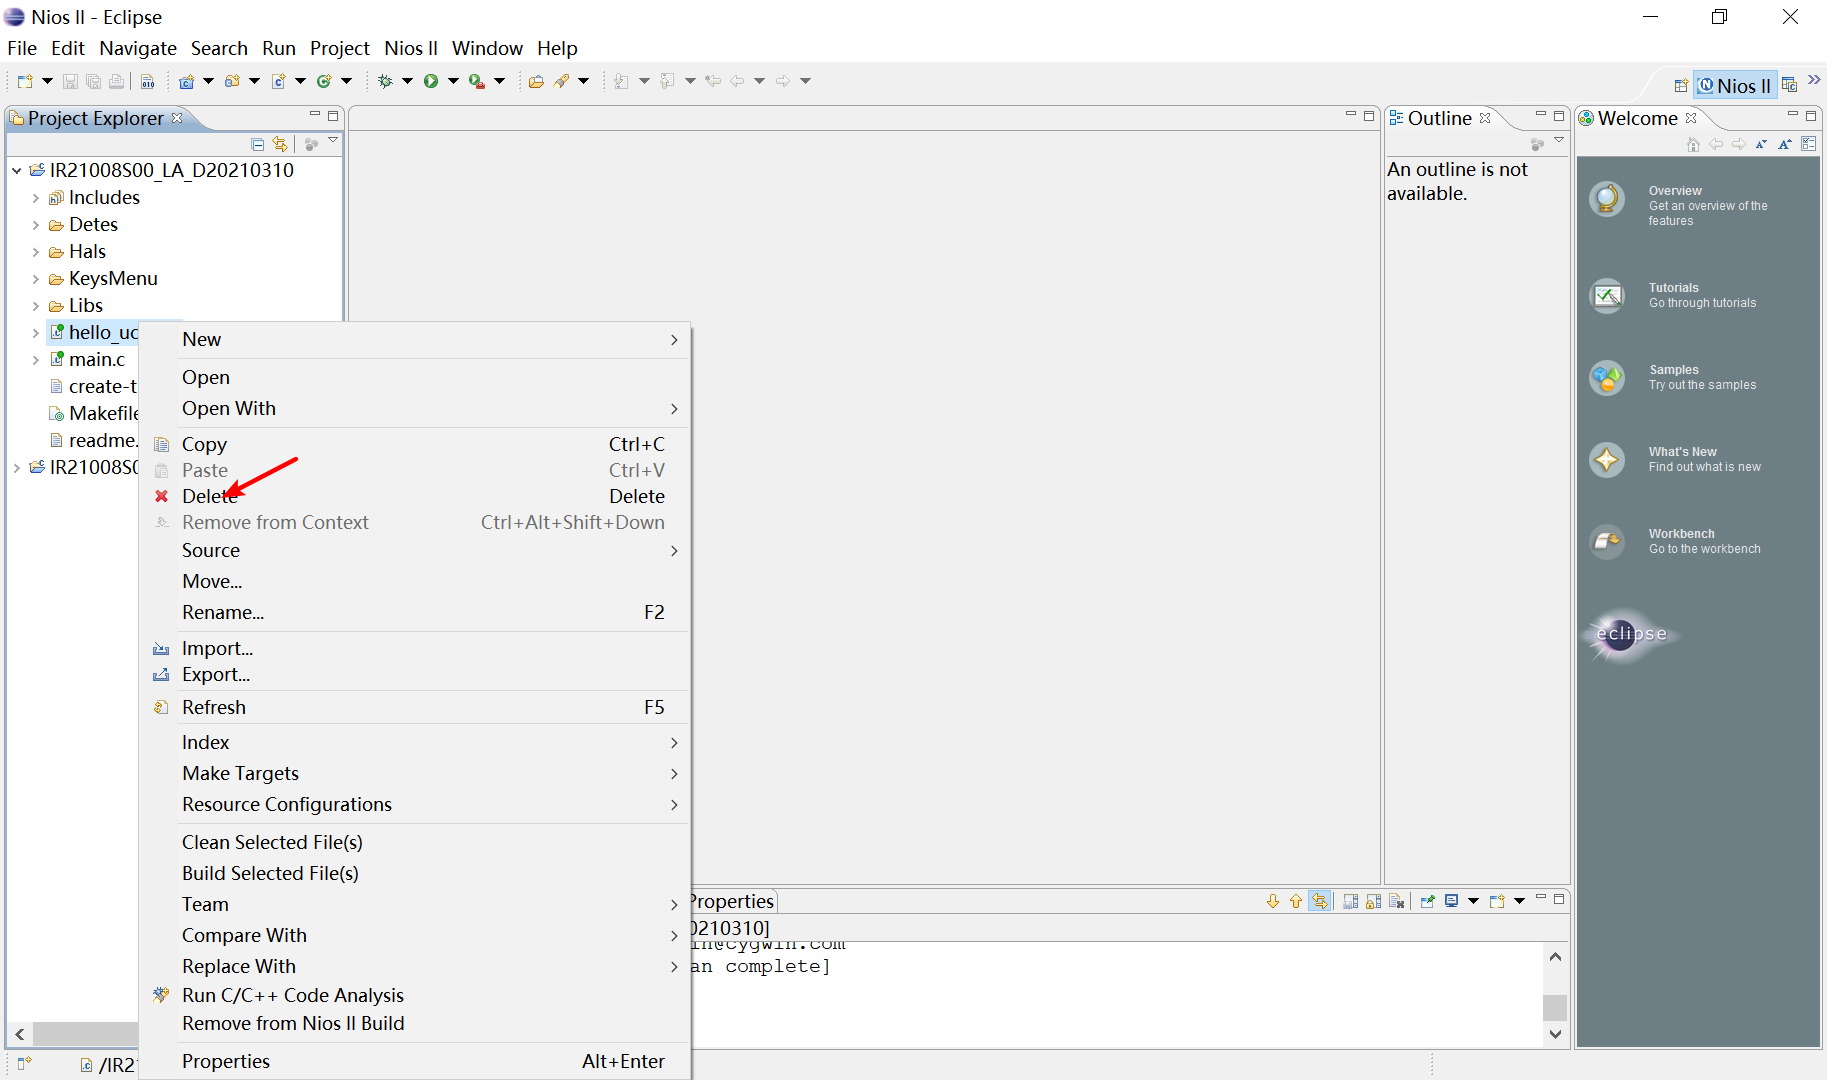 Nios II - Eclipse
File Edit Navigate Search Run Project Nios II Window Help
Nios II
Project Explorer
IR21008S00_LA_D20210310
Includes
Detes
Hals
KeysMenu
Libs
hello_uc
main.c
create-t
Makefile
readme.
IR21008S0
New
Open
Open With
Copy Ctrl+C
Paste Ctrl+V
Delete Delete
Remove from Context Ctrl+Alt+Shift+Down
Source
Move...
Rename... F2
Import...
Export...
Refresh F5
Index
Make Targets
Resource Configurations
Clean Selected File(s)
Build Selected File(s)
Team
Compare With
Replace With
Run C/C++ Code Analysis
Remove from Nios II Build
Properties Alt+Enter
Outline
An outline is not
available.
Welcome
Overview
Get an overview of the
features
Tutorials
Go through tutorials
Samples
Try out the samples
What's New
Find out what is new
Workbench
Go to the workbench
eclipse
Properties
0210310]
in@cygwin.com
an complete]
/IR2